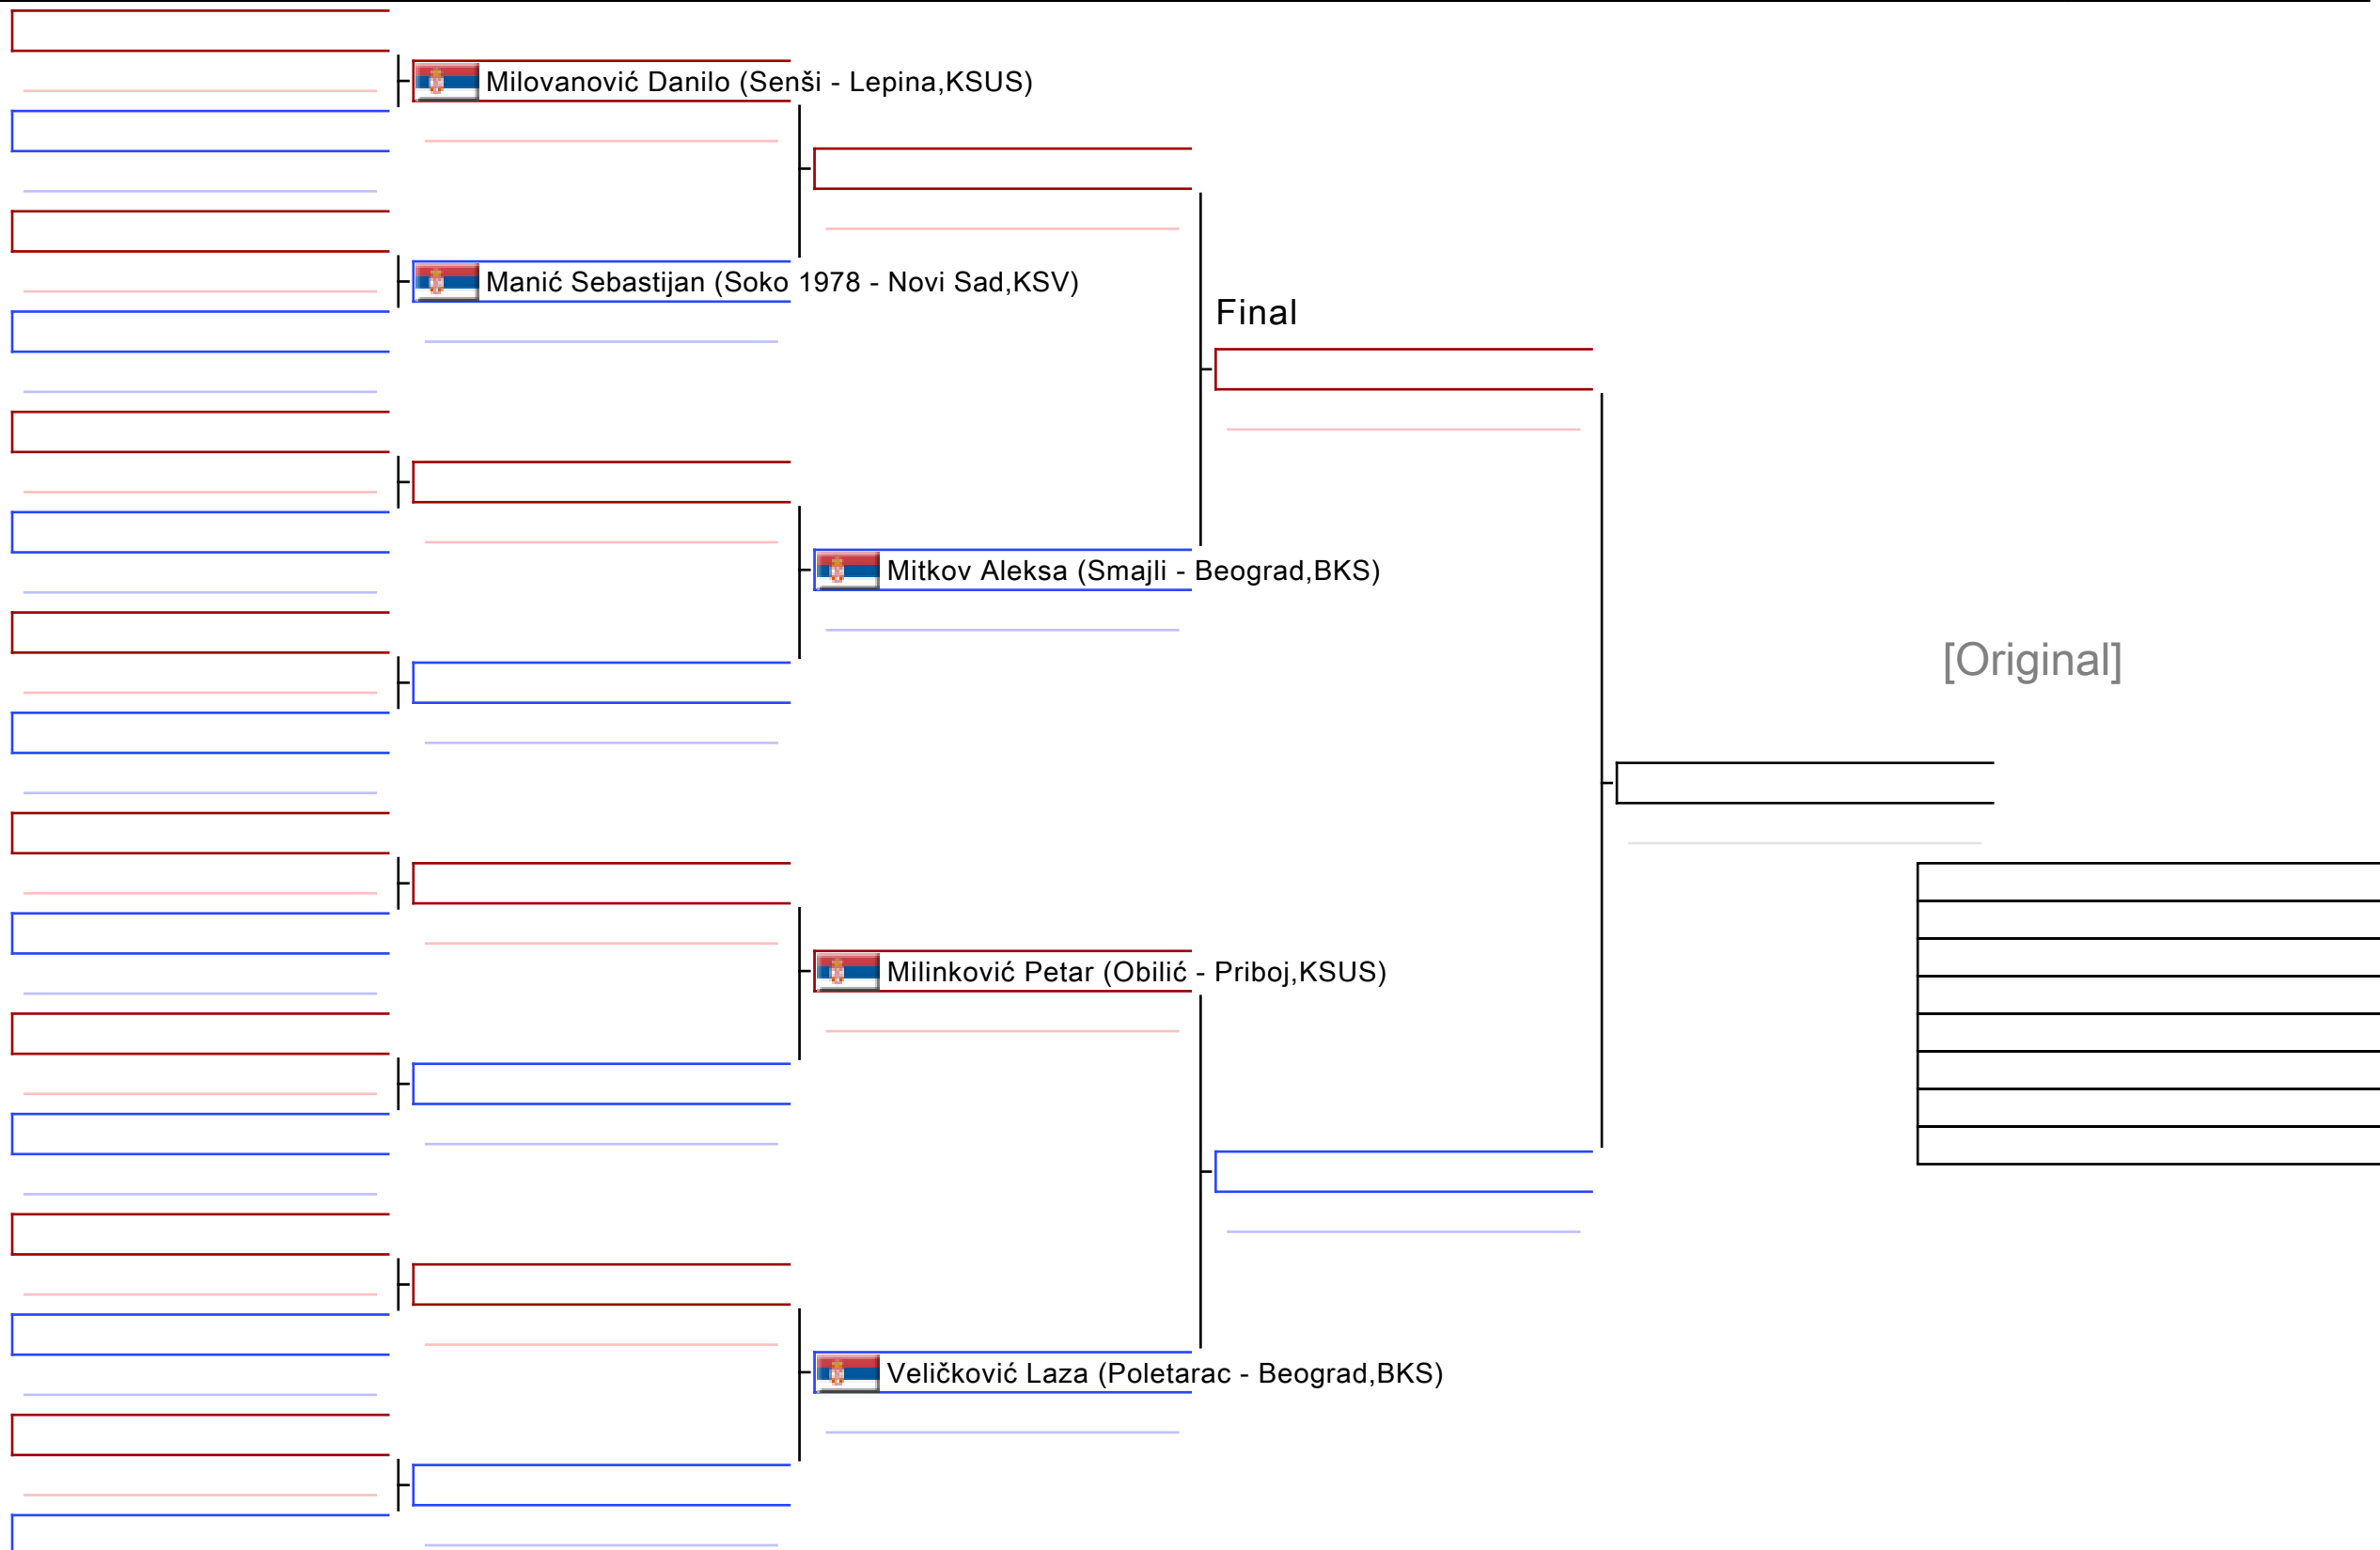 Milovanović Danilo (Senši - Lepina,KSUS)
Manić Sebastijan (Soko 1978 - Novi Sad,KSV)
Final
Mitkov Aleksa (Smajli - Beograd,BKS)
[Original]
Milinković Petar (Obilić - Priboj,KSUS)
Veličković Laza (Poletarac - Beograd,BKS)